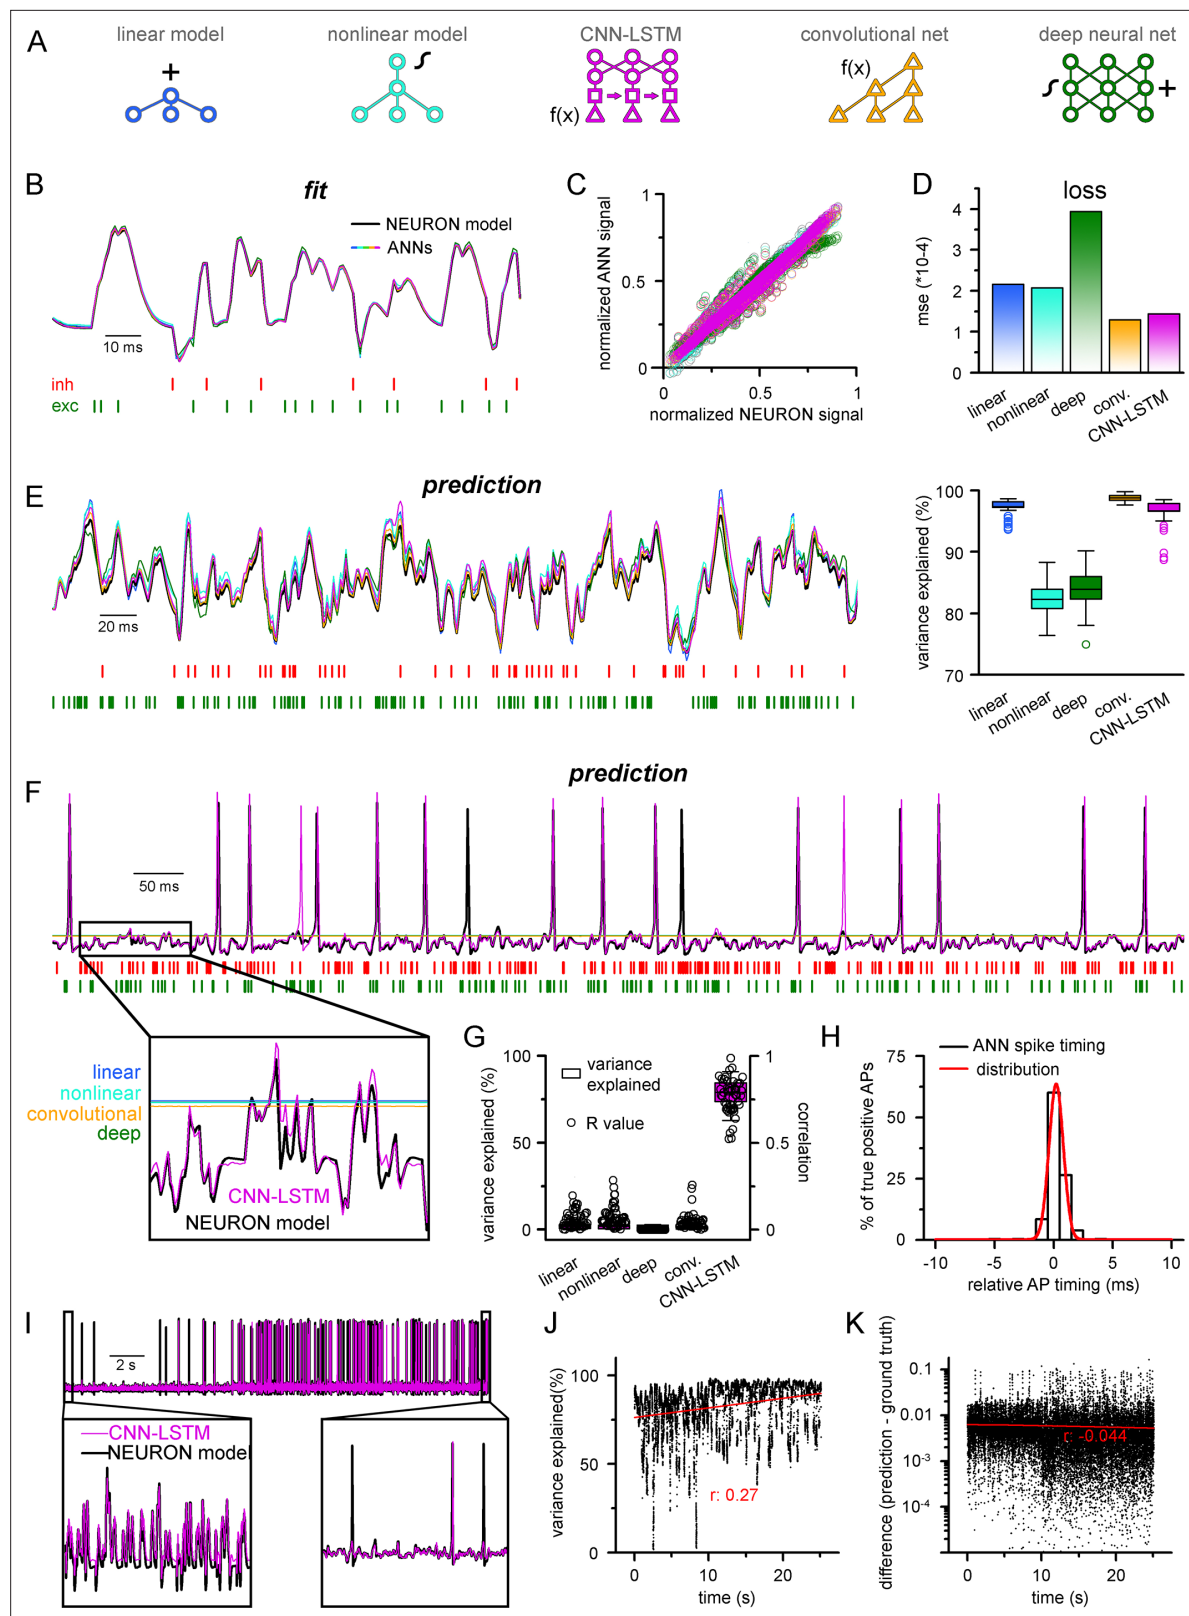 A
linear model
nonlinear model
CNN-LSTM
convolutional net
deep neural net
+
f(x)
f(x)
+
B
fit
NEURON model
ANNs
10 ms
inh
exc
C
normalized ANN signal
1
0.5
0
0
0.5
1
normalized NEURON signal
D
loss
mse (*10-4)
4
3
2
1
0
linear
nonlinear
deep
conv.
CNN-LSTM
E
prediction
20 ms
variance explained (%)
100
90
80
70
linear
nonlinear
deep
conv.
CNN-LSTM
F
prediction
50 ms
linear
nonlinear
convolutional
deep
CNN-LSTM
NEURON model
G
variance explained (%)
100
50
0
variance
explained
R value
1
0.5
0
correlation
linear
nonlinear
deep
conv.
CNN-LSTM
H
ANN spike timing
distribution
% of true positive APs
75
50
25
0
-10
-5
0
5
10
relative AP timing (ms)
I
2 s
CNN-LSTM
NEURON model
J
variance explained(%)
100
75
50
25
0
r: 0.27
0
10
20
time (s)
K
difference (prediction - ground truth)
0.1
0.01
10-3
10-4
r: -0.044
0
10
20
time (s)